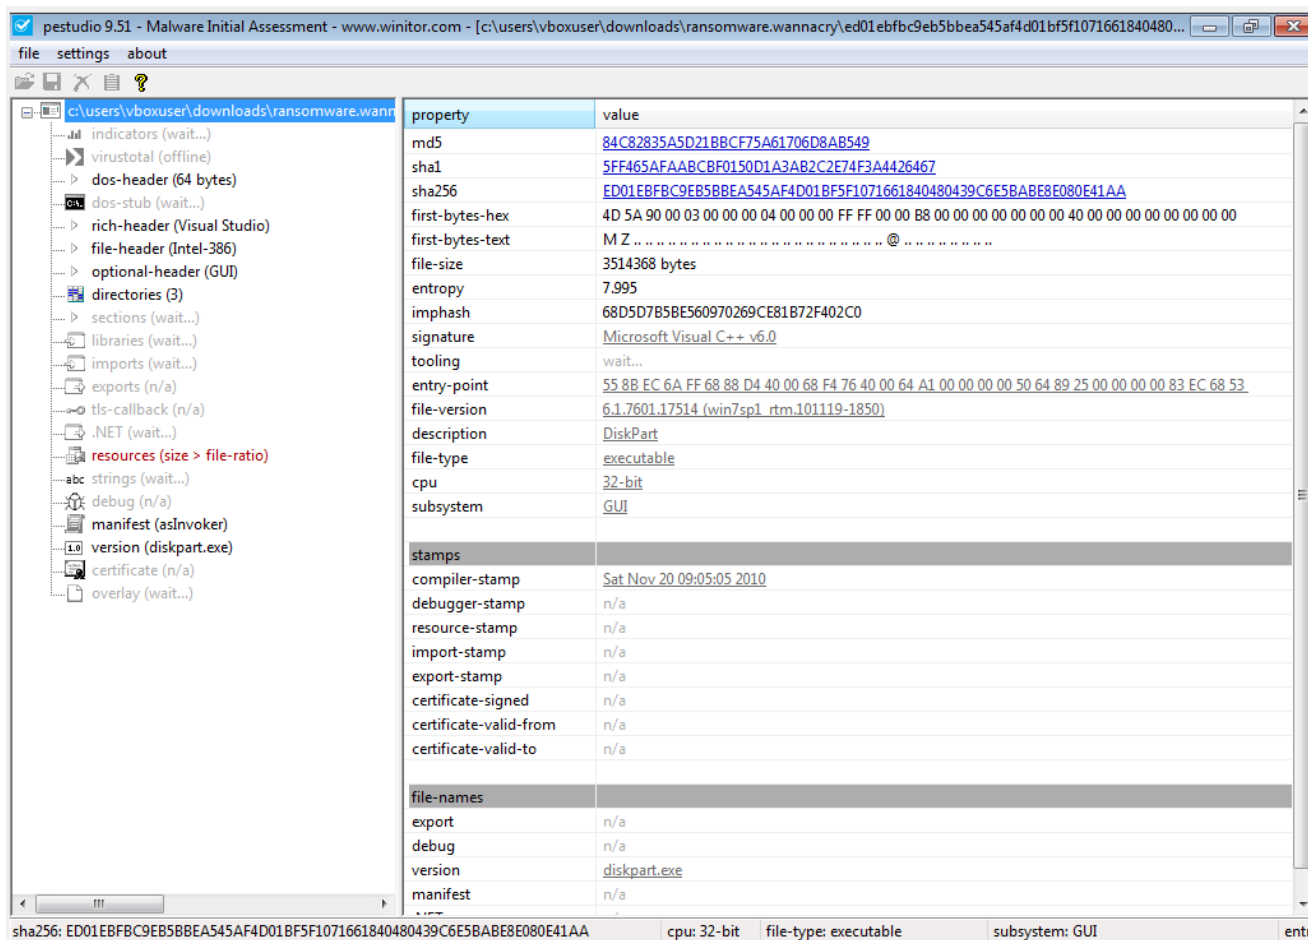 pestudio 9.51 - Malware Initial Assessment - www.winitor.com - [c:\users\vboxuser\downloads\ransomware.wannacry\ed01ebfbc9eb5bbea545af4d01bf5f1071661840480...
file settings about
c:\users\vboxuser\downloads\ransomware.wann
indicators (wait...)
virustotal (offline)
dos-header (64 bytes)
dos-stub (wait...)
rich-header (Visual Studio)
file-header (Intel-386)
optional-header (GUI)
directories (3)
sections (wait...)
libraries (wait...)
imports (wait...)
exports (n/a)
tls-callback (n/a)
.NET (wait...)
resources (size > file-ratio)
abc strings (wait...)
debug (n/a)
manifest (asInvoker)
1.0 version (diskpart.exe)
certificate (n/a)
overlay (wait...)
property value
md5 84C82835A5D21BBCF75A61706D8AB549
sha1 5FF465AFAABCBF0150D1A3AB2C2E74F3A4426467
sha256 ED01EBFBC9EB5BBEA545AF4D01BF5F1071661840480439C6E5BABE8E080E41AA
first-bytes-hex 4D 5A 90 00 03 00 00 00 04 00 00 00 FF FF 00 00 B8 00 00 00 00 00 00 00 40 00 00 00 00 00 00 00 00
first-bytes-text M Z .. .. .. .. .. .. .. .. .. .. .. .. .. .. .. .. .. .. .. .. .. .. @ .. .. .. .. .. .. .. ..
file-size 3514368 bytes
entropy 7.995
imphash 68D5D7B5BE560970269CE81B72F402C0
signature Microsoft Visual C++ v6.0
tooling wait...
entry-point 55 8B EC 6A FF 68 88 D4 40 00 68 F4 76 40 00 64 A1 00 00 00 00 50 64 89 25 00 00 00 00 83 EC 68 53
file-version 6.1.7601.17514 (win7sp1_rtm.101119-1850)
description DiskPart
file-type executable
cpu 32-bit
subsystem GUI
stamps
compiler-stamp Sat Nov 20 09:05:05 2010
debugger-stamp n/a
resource-stamp n/a
import-stamp n/a
export-stamp n/a
certificate-signed n/a
certificate-valid-from n/a
certificate-valid-to n/a
file-names
export n/a
debug n/a
version diskpart.exe
manifest n/a
sha256: ED01EBFBC9EB5BBEA545AF4D01BF5F1071661840480439C6E5BABE8E080E41AA cpu: 32-bit file-type: executable subsystem: GUI entr